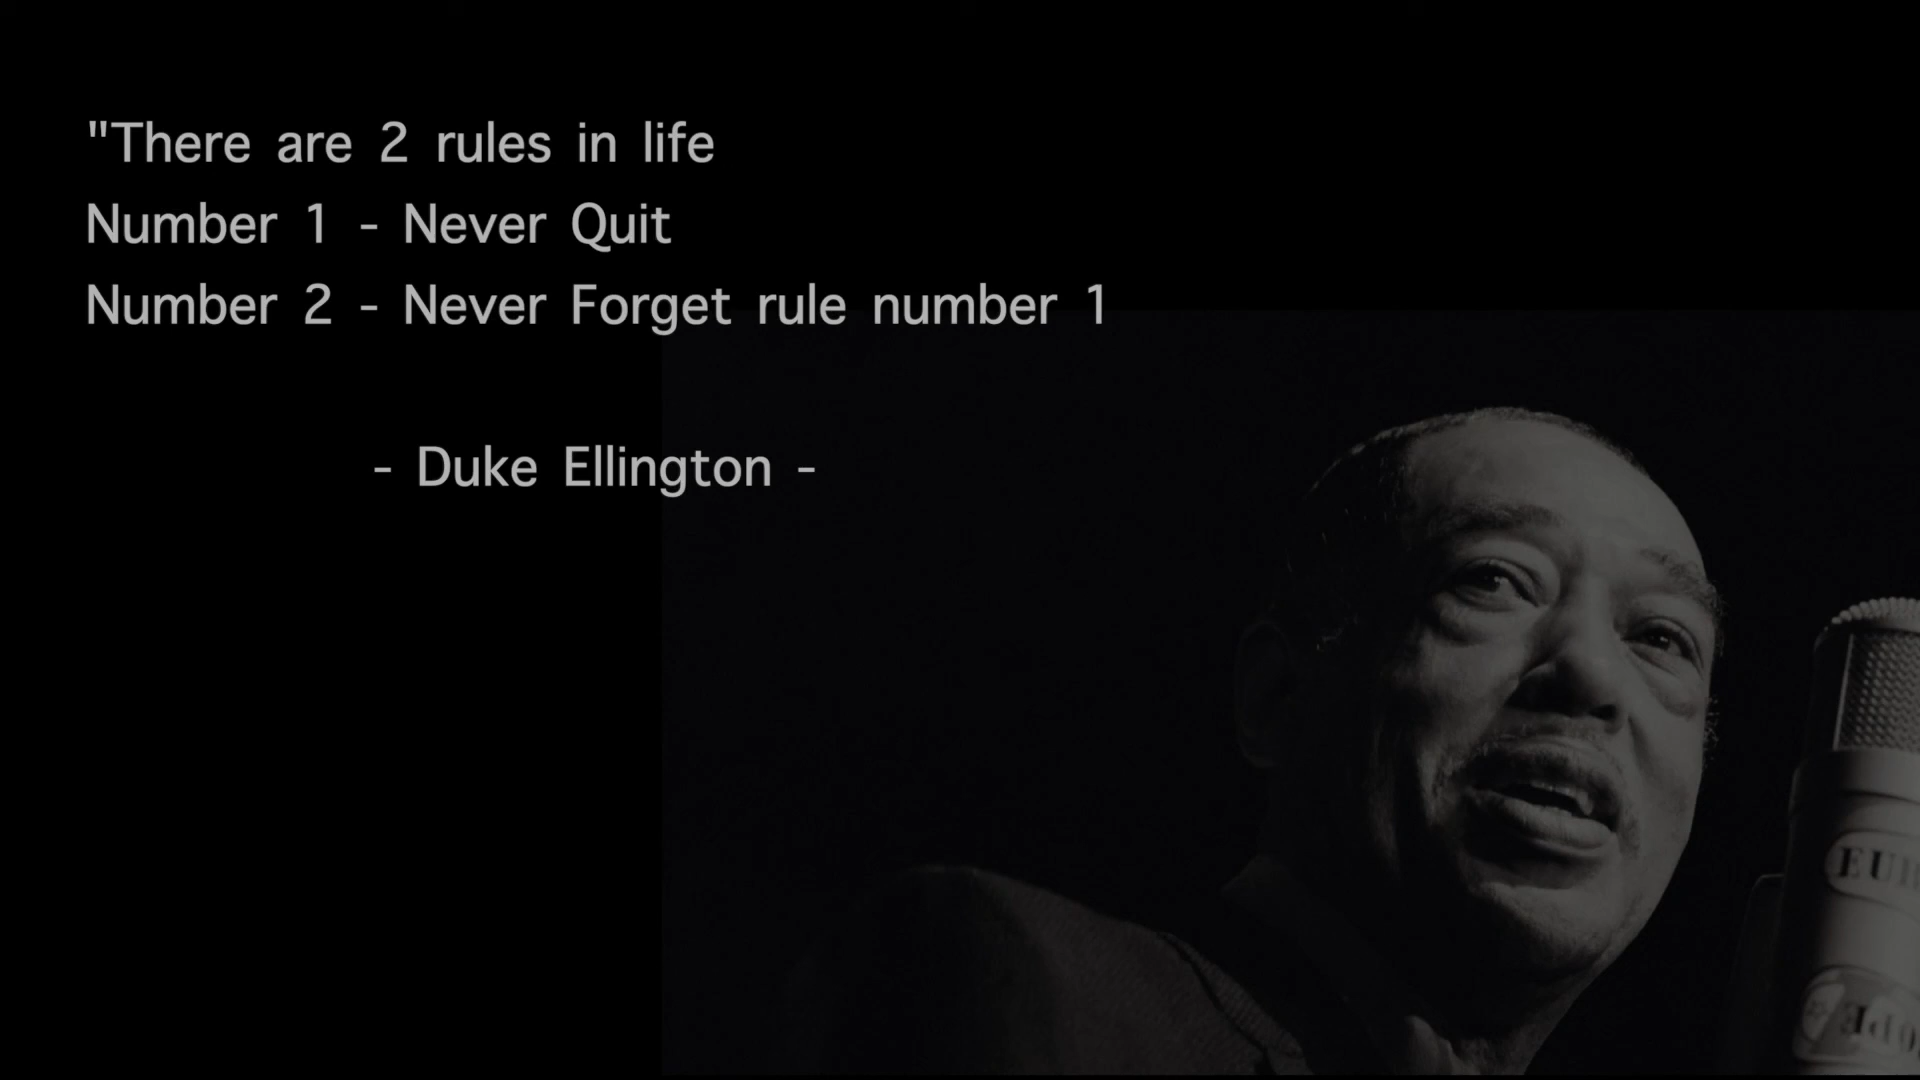 "There are 2 rules in life
Number 1 - Never Quit
Number 2 - Never Forget rule number 1
- Duke Ellington -